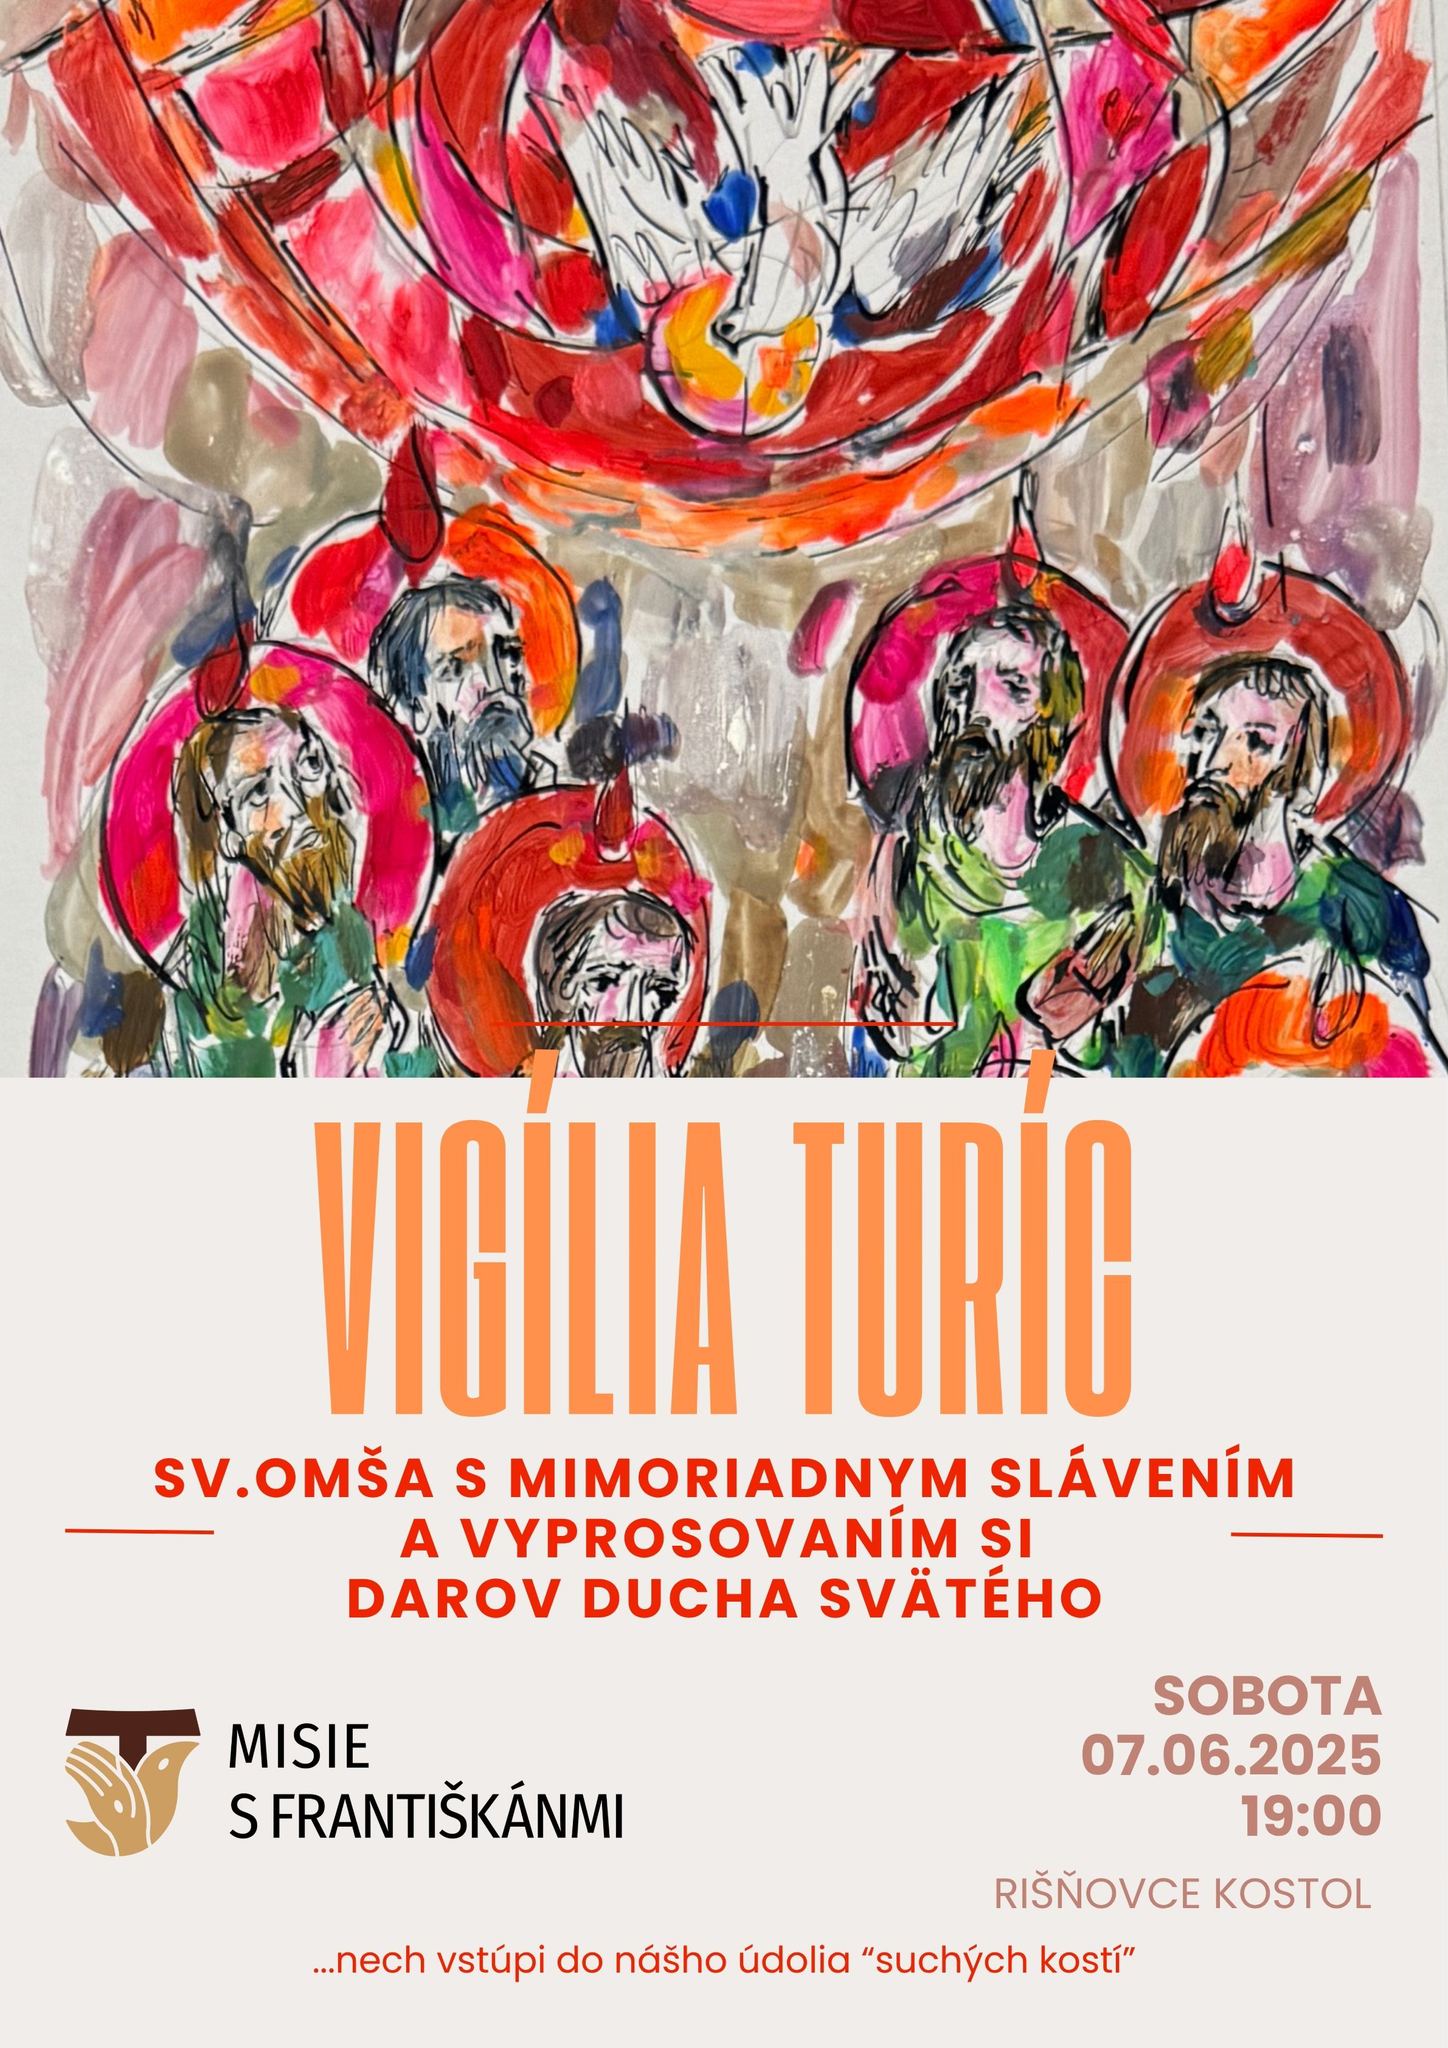 VIGÍLIA TURÍC
SV.OMŠA S MIMORIADNYM SLÁVENÍM
A VYPROSOVANÍM SI
DAROV DUCHA SVÄTÉHO
MISIE
S FRANTIŠKÁNMI
SOBOTA
07.06.2025
19:00
RIŠŇOVCE KOSTOL
...nech vstúpi do nášho údolia “suchých kostí”